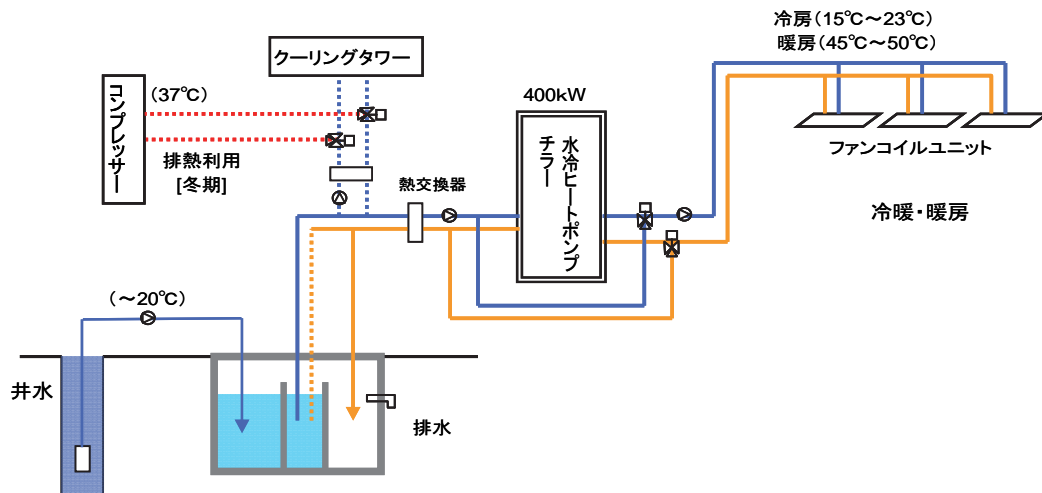 冷房(15℃～23℃)
暖房(45℃～50℃)
クーリングタワー
コンプレッサー
(37℃)
400kW
水冷ヒートポンプ
チラー
ファンコイルユニット
排熱利用
[冬期]
熱交換器
冷暖・暖房
(～20℃)
井水
排水